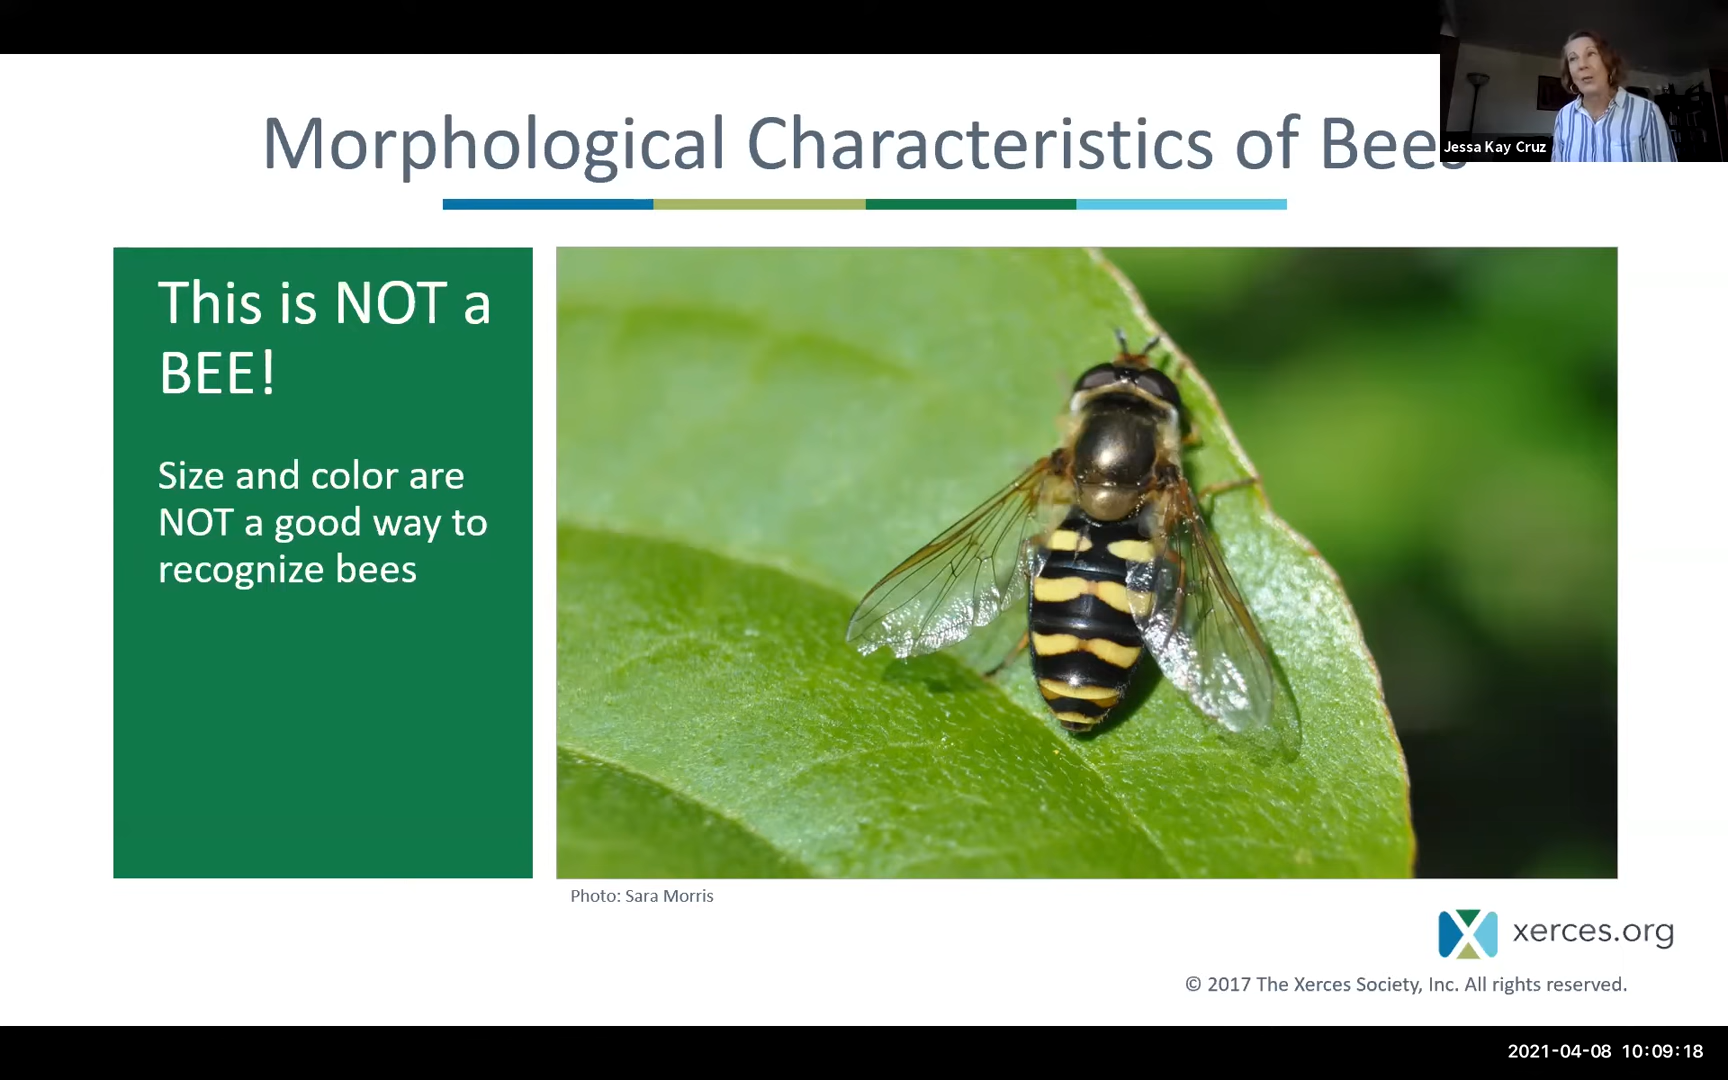 Morphological Characteristics of Bees
Jessa Kay Cruz
This is NOT a
BEE!
Size and color are
NOT a good way to
recognize bees
Photo: Sara Morris
xerces.org
© 2017 The Xerces Society, Inc. All rights reserved.
2021-04-08 10:09:18